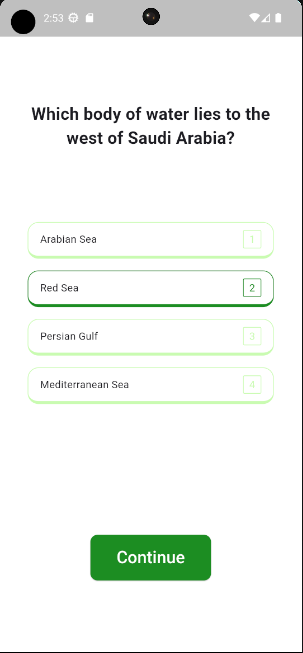 2:53
Which body of water lies to the
west of Saudi Arabia?
Arabian Sea 1
Red Sea 2
Persian Gulf 3
Mediterranean Sea 4
Continue